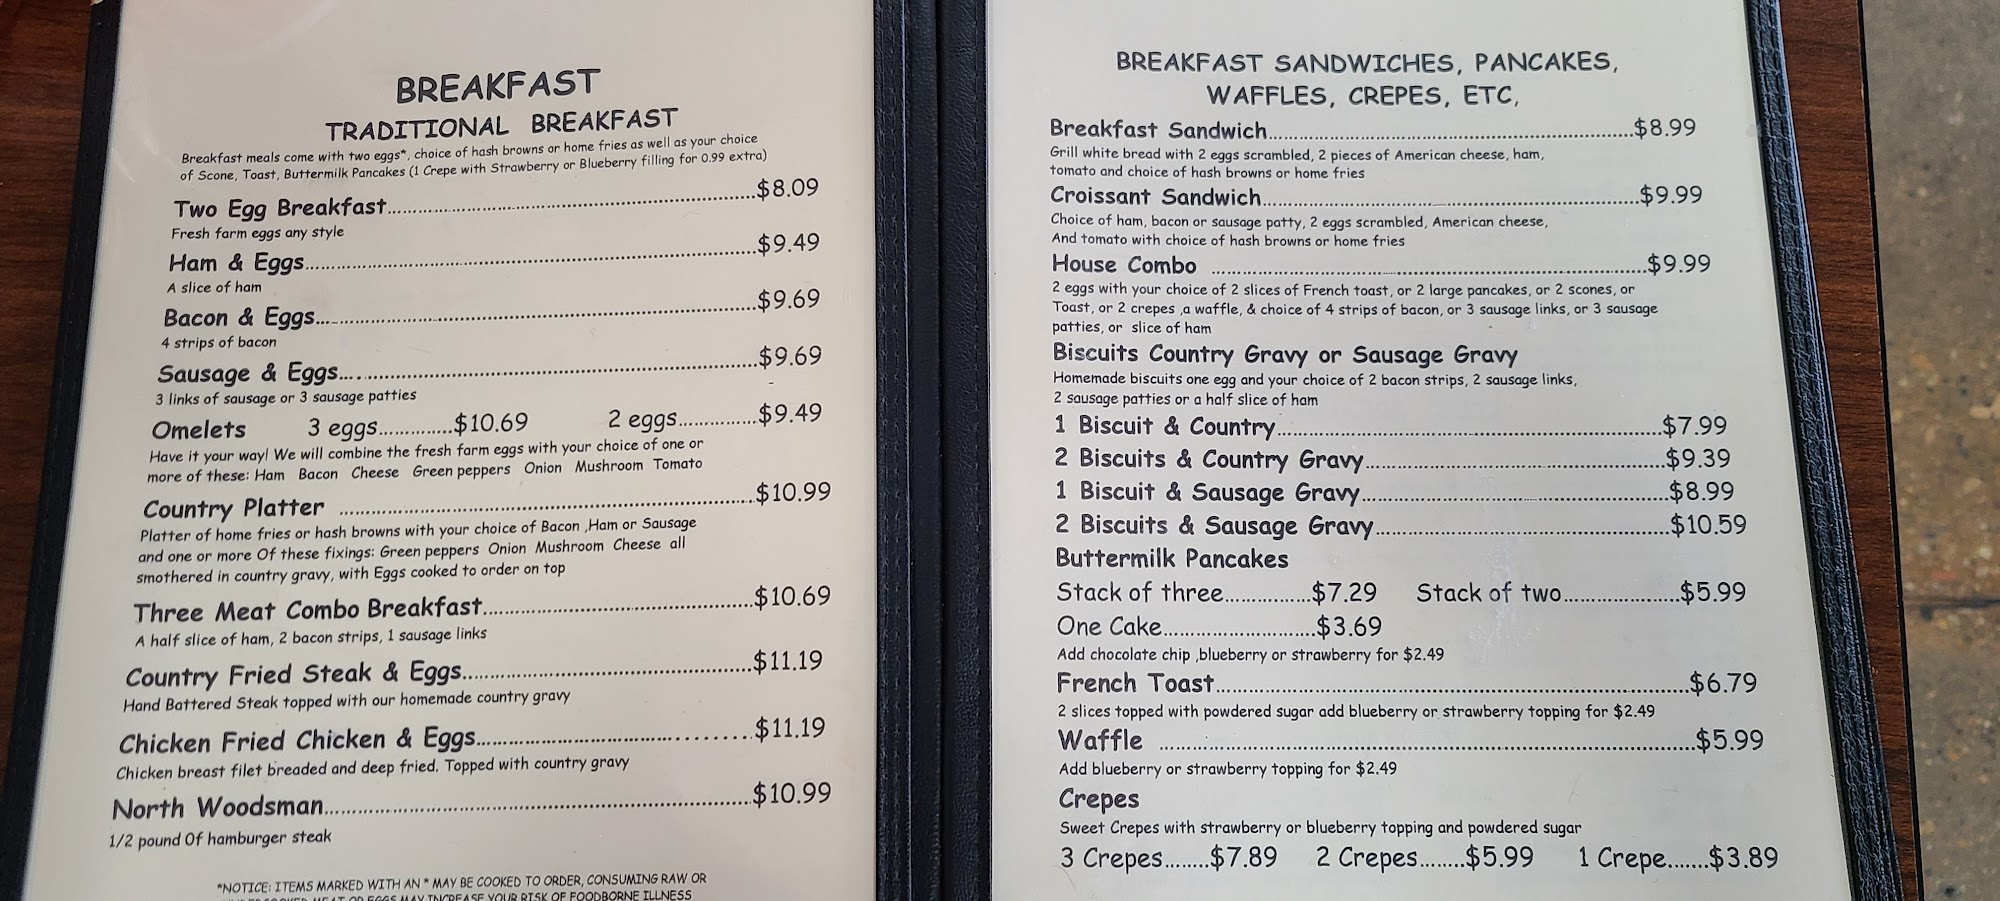 BREAKFAST
TRADITIONAL BREAKFAST
Breakfast meals come with two eggs*, choice of hash browns or home fries as well as your choice
of Scone, Toast, Buttermilk Pancakes (1 Crepe with Strawberry or Blueberry filling for 0.99 extra)
Two Egg Breakfast..........$8.09
Fresh farm eggs any style
Ham & Eggs..........$9.49
A slice of ham
Bacon & Eggs..........$9.69
4 strips of bacon
Sausage & Eggs..........$9.69
3 links of sausage or 3 sausage patties
Omelets 3 eggs..........$10.69 2 eggs..........$9.49
Have it your way! We will combine the fresh farm eggs with your choice of one or
more of these: Ham Bacon Cheese Green peppers Onion Mushroom Tomato
Country Platter ..........$10.99
Platter of home fries or hash browns with your choice of Bacon ,Ham or Sausage
and one or more Of these fixings: Green peppers Onion Mushroom Cheese all
smothered in country gravy, with Eggs cooked to order on top
Three Meat Combo Breakfast..........$10.69
A half slice of ham, 2 bacon strips, 1 sausage links
Country Fried Steak & Eggs..........$11.19
Hand Battered Steak topped with our homemade country gravy
Chicken Fried Chicken & Eggs..........$11.19
Chicken breast filet breaded and deep fried. Topped with country gravy
North Woodsman..........$10.99
1/2 pound Of hamburger steak
*NOTICE: ITEMS MARKED WITH AN * MAY BE COOKED TO ORDER, CONSUMING RAW OR
UNDERCOOKED MEAT OR EGGS MAY INCREASE YOUR RISK OF FOODBORNE ILLNESS
BREAKFAST SANDWICHES, PANCAKES,
WAFFLES, CREPES, ETC,
Breakfast Sandwich..........$8.99
Grill white bread with 2 eggs scrambled, 2 pieces of American cheese, ham,
tomato and choice of hash browns or home fries
Croissant Sandwich..........$9.99
Choice of ham, bacon or sausage patty, 2 eggs scrambled, American cheese,
And tomato with choice of hash browns or home fries
House Combo ..........$9.99
2 eggs with your choice of 2 slices of French toast, or 2 large pancakes, or 2 scones, or
Toast, or 2 crepes ,a waffle, & choice of 4 strips of bacon, or 3 sausage links, or 3 sausage
patties, or slice of ham
Biscuits Country Gravy or Sausage Gravy
Homemade biscuits one egg and your choice of 2 bacon strips, 2 sausage links,
2 sausage patties or a half slice of ham
1 Biscuit & Country..........$7.99
2 Biscuits & Country Gravy..........$9.39
1 Biscuit & Sausage Gravy..........$8.99
2 Biscuits & Sausage Gravy..........$10.59
Buttermilk Pancakes
Stack of three..........$7.29 Stack of two..........$5.99
One Cake..........$3.69
Add chocolate chip ,blueberry or strawberry for $2.49
French Toast..........$6.79
2 slices topped with powdered sugar add blueberry or strawberry topping for $2.49
Waffle ..........$5.99
Add blueberry or strawberry topping for $2.49
Crepes
Sweet Crepes with strawberry or blueberry topping and powdered sugar
3 Crepes........$7.89 2 Crepes........$5.99 1 Crepe.......$3.89